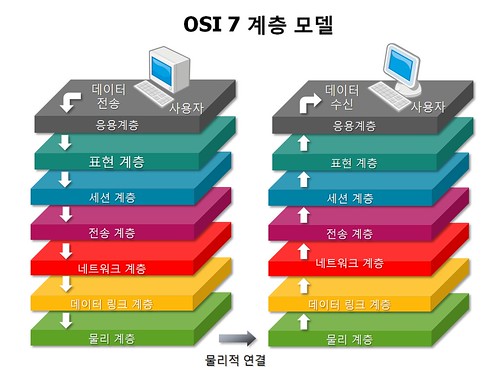 OSI 7 계층 모델
데이터
전송
사용자
응용계층
표현 계층
세션 계층
전송 계층
네트워크 계층
데이터 링크 계층
물리 계층
데이터
수신
사용자
응용계층
표현 계층
세션 계층
전송 계층
네트워크 계층
데이터 링크 계층
물리 계층
물리적 연결